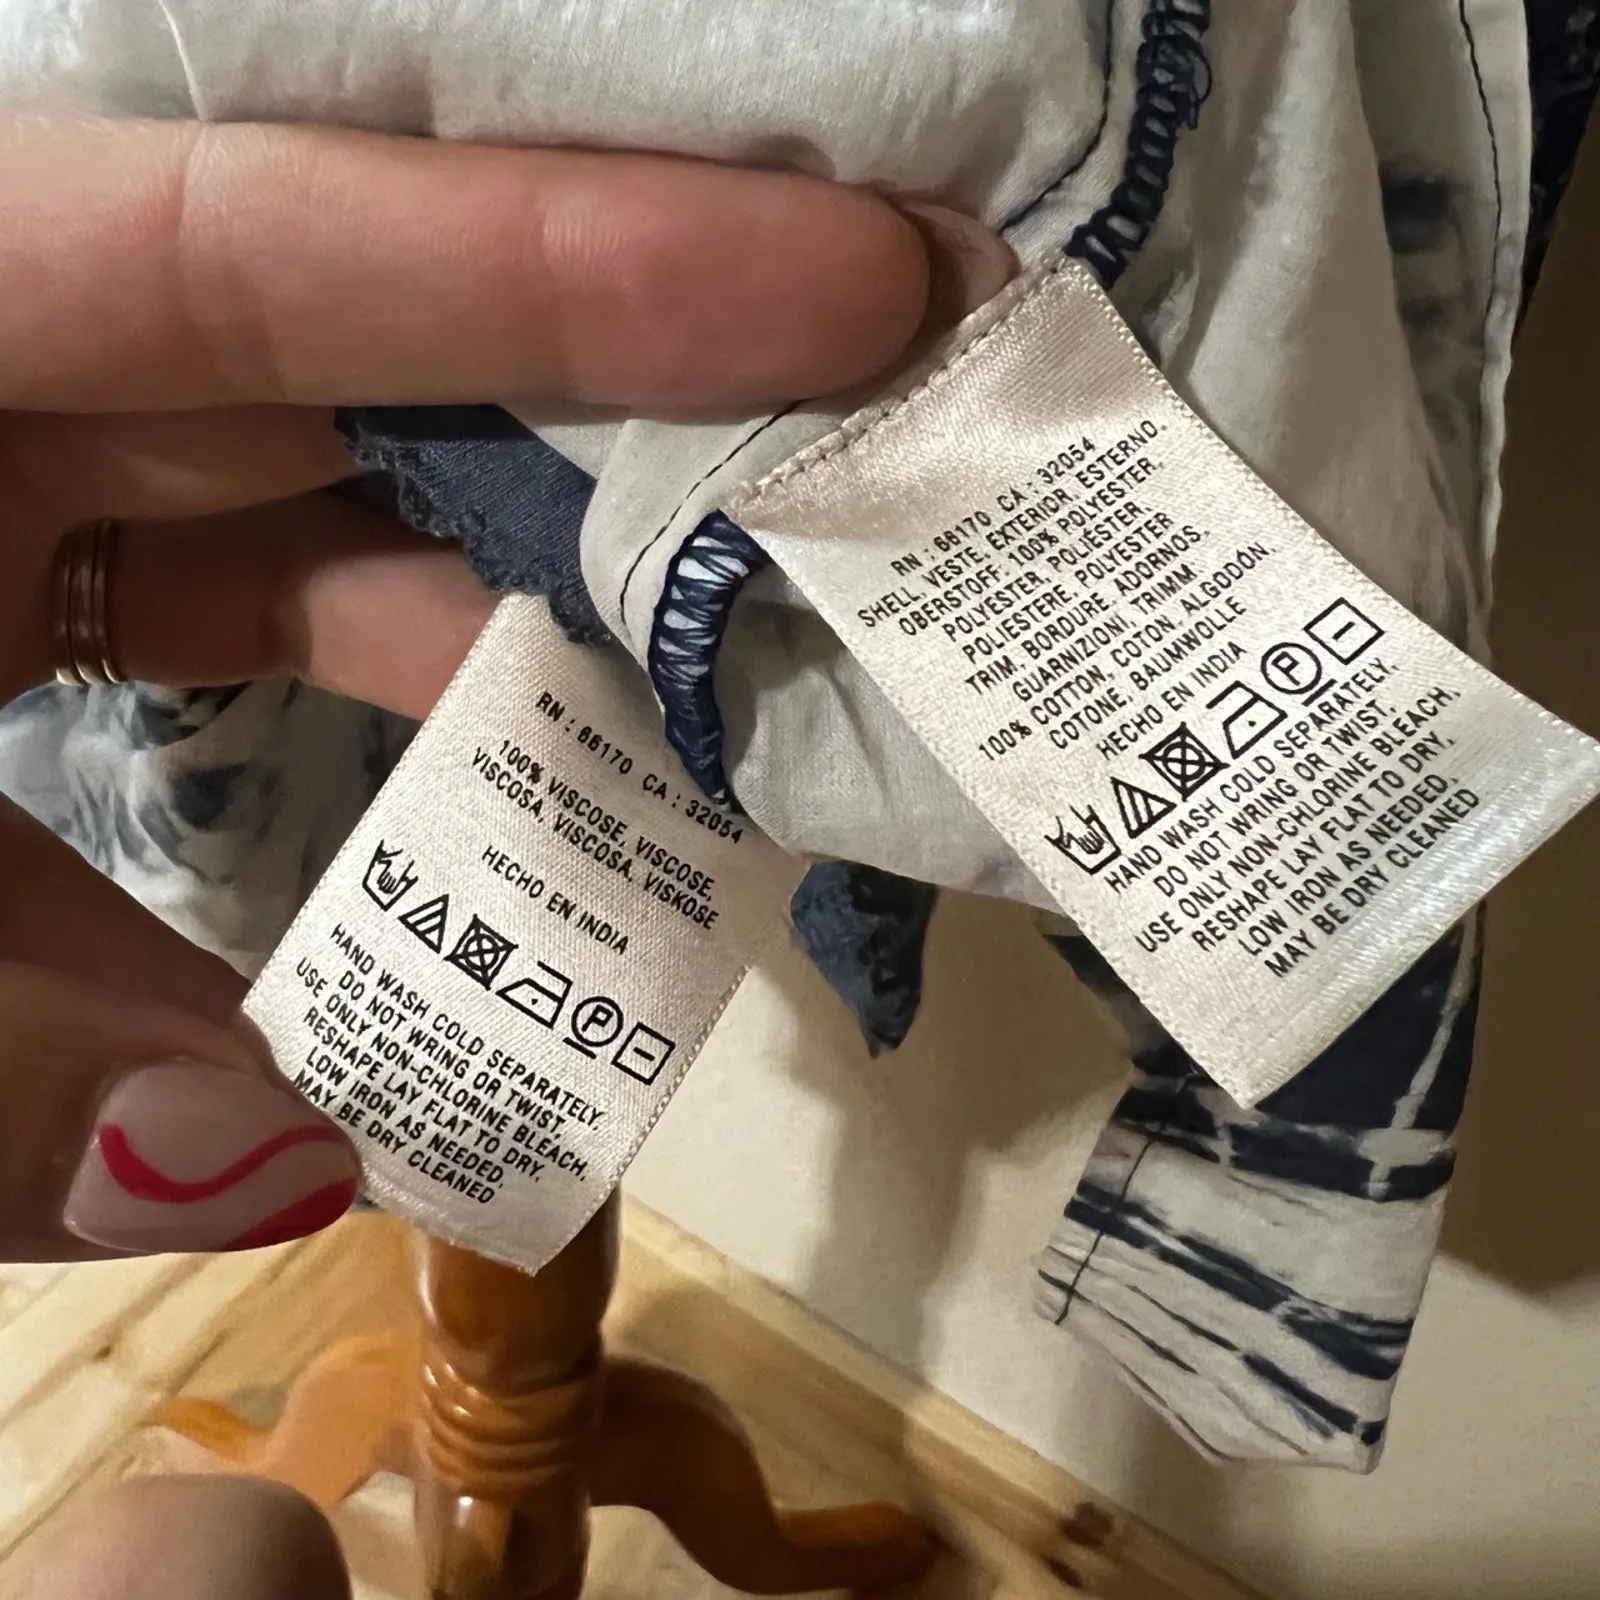 RN : 66170 CA : 32054
100% VISCOSE, VISCOSE,
VISCOSA, VISCOSA, VISKOSE
HECHO EN INDIA
P
HAND WASH COLD SEPARATELY,
DO NOT WRING OR TWIST,
USE ONLY NON-CHLORINE BLEACH,
RESHAPE LAY FLAT TO DRY,
LOW IRON AS NEEDED,
MAY BE DRY CLEANED
RN : 66170 CA : 32054
SHELL, VESTE, EXTERIOR, ESTERNO,
OBERSTOFF: 100% POLYESTER,
POLYESTER, POLIÉSTER,
POLIESTERE, POLYESTER
TRIM, BORDURE, ADORNOS,
GUARNIZIONI, TRIMM:
100% COTTON, COTON, ALGODÓN,
COTONE, BAUMWOLLE
HECHO EN INDIA
P
HAND WASH COLD SEPARATELY,
DO NOT WRING OR TWIST,
USE ONLY NON-CHLORINE BLEACH,
RESHAPE LAY FLAT TO DRY,
LOW IRON AS NEEDED,
MAY BE DRY CLEANED